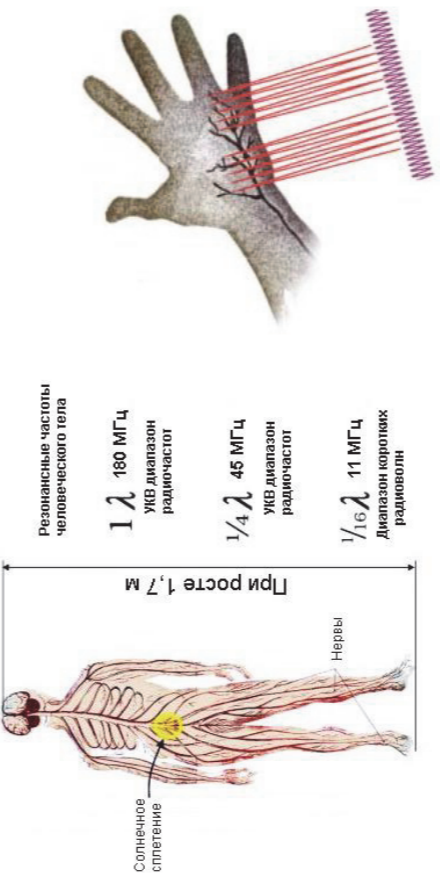 Резонансные частоты
человеческого тела
1 λ 180 МГц
УКВ диапазон
радиочастот
1/4 λ 45 МГц
УКВ диапазон
радиочастот
1/16 λ 11 МГц
Диапазон коротких
радиоволн
При росте 1,7 м
Солнечное
сплетение
Нервы